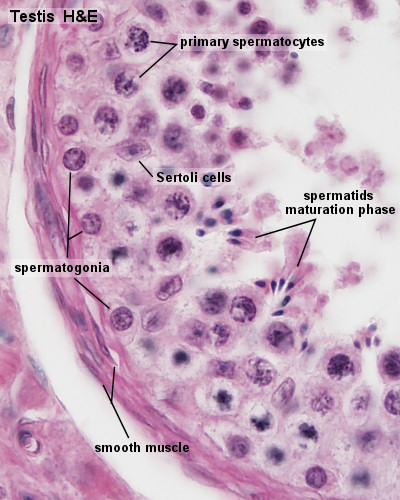 Testis H&E
primary spermatocytes
Sertoli cells
spermatids
maturation phase
spermatogonia
smooth muscle